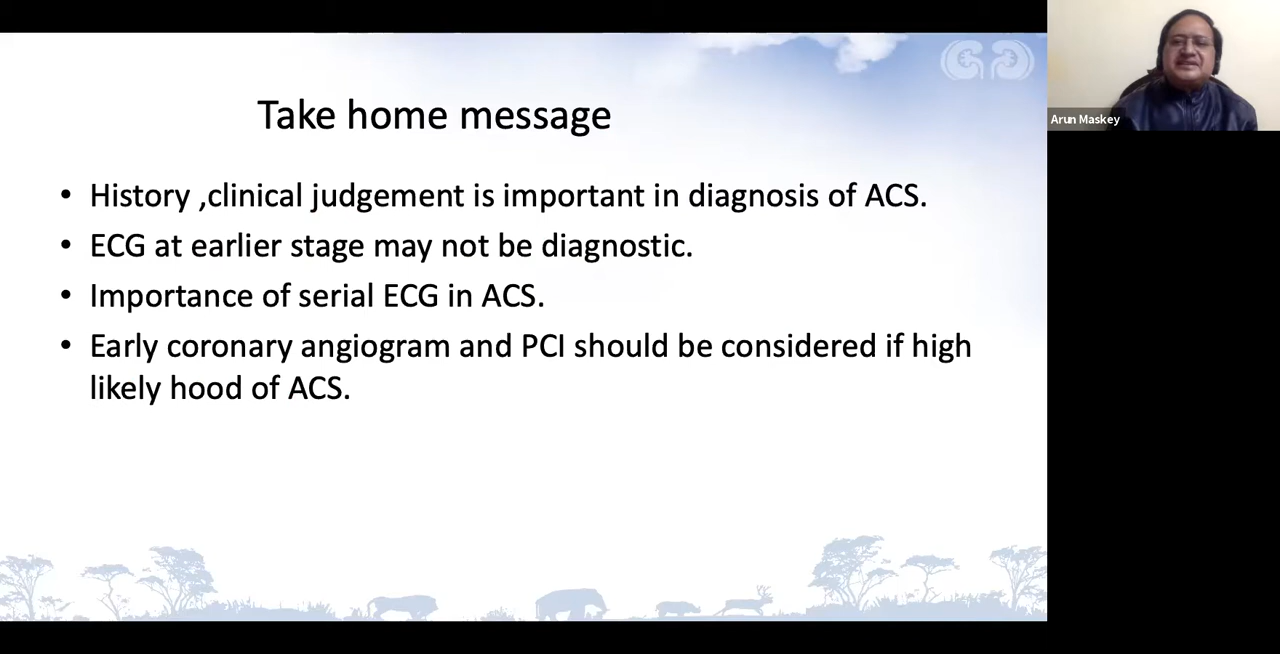 Take home message
• History ,clinical judgement is important in diagnosis of ACS.
• ECG at earlier stage may not be diagnostic.
• Importance of serial ECG in ACS.
• Early coronary angiogram and PCI should be considered if high
likely hood of ACS.
Arun Maskey